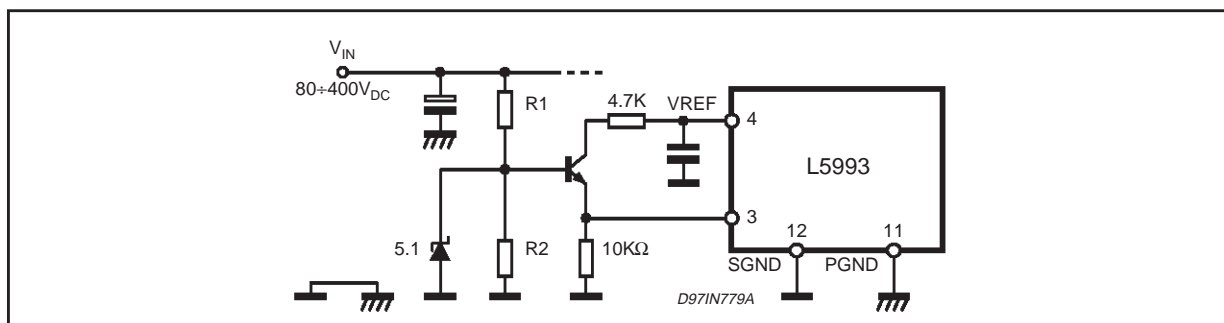 V_IN
80÷400V_DC
R1
4.7K
VREF
4
L5993
3
12
11
5.1
R2
10KΩ
SGND
PGND
D97IN779A